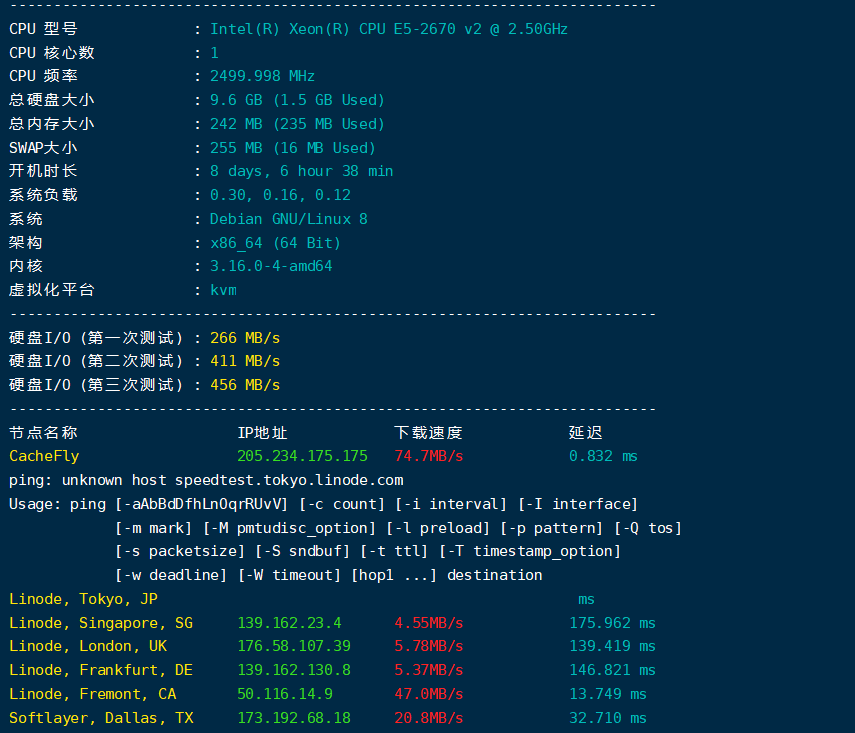 ----------------------------------------------------------------------
CPU 型号 : Intel(R) Xeon(R) CPU E5-2670 v2 @ 2.50GHz
CPU 核心数 : 1
CPU 频率 : 2499.998 MHz
总硬盘大小 : 9.6 GB (1.5 GB Used)
总内存大小 : 242 MB (235 MB Used)
SWAP大小 : 255 MB (16 MB Used)
开机时长 : 8 days, 6 hour 38 min
系统负载 : 0.30, 0.16, 0.12
系统 : Debian GNU/Linux 8
架构 : x86_64 (64 Bit)
内核 : 3.16.0-4-amd64
虚拟化平台 : kvm
----------------------------------------------------------------------
硬盘I/O (第一次测试) : 266 MB/s
硬盘I/O (第二次测试) : 411 MB/s
硬盘I/O (第三次测试) : 456 MB/s
----------------------------------------------------------------------
节点名称 IP地址 下载速度 延迟
CacheFly 205.234.175.175 74.7MB/s 0.832 ms
ping: unknown host speedtest.tokyo.linode.com
Usage: ping [-aAbBdDfhLnOqrRUvV] [-c count] [-i interval] [-I interface]
[-m mark] [-M pmtudisc_option] [-l preload] [-p pattern] [-Q tos]
[-s packetsize] [-S sndbuf] [-t ttl] [-T timestamp_option]
[-w deadline] [-W timeout] [hop1 ...] destination
Linode, Tokyo, JP ms
Linode, Singapore, SG 139.162.23.4 4.55MB/s 175.962 ms
Linode, London, UK 176.58.107.39 5.78MB/s 139.419 ms
Linode, Frankfurt, DE 139.162.130.8 5.37MB/s 146.821 ms
Linode, Fremont, CA 50.116.14.9 47.0MB/s 13.749 ms
Softlayer, Dallas, TX 173.192.68.18 20.8MB/s 32.710 ms